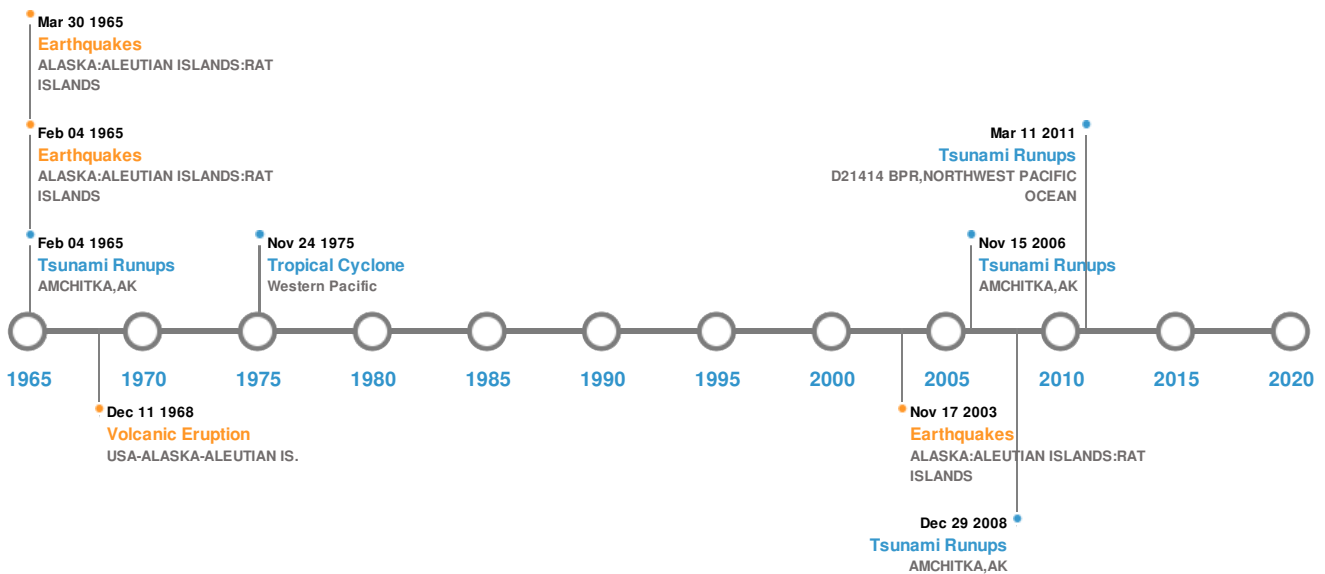 Mar 30 1965
Earthquakes
ALASKA:ALEUTIAN ISLANDS:RAT
ISLANDS
Feb 04 1965
Earthquakes
ALASKA:ALEUTIAN ISLANDS:RAT
ISLANDS
Feb 04 1965
Tsunami Runups
AMCHITKA,AK
Nov 24 1975
Tropical Cyclone
Western Pacific
Mar 11 2011
Tsunami Runups
D21414 BPR,NORTHWEST PACIFIC
OCEAN
Nov 15 2006
Tsunami Runups
AMCHITKA,AK
1965 1970 1975 1980 1985 1990 1995 2000 2005 2010 2015 2020
Dec 11 1968
Volcanic Eruption
USA-ALASKA-ALEUTIAN IS.
Nov 17 2003
Earthquakes
ALASKA:ALEUTIAN ISLANDS:RAT
ISLANDS
Dec 29 2008
Tsunami Runups
AMCHITKA,AK